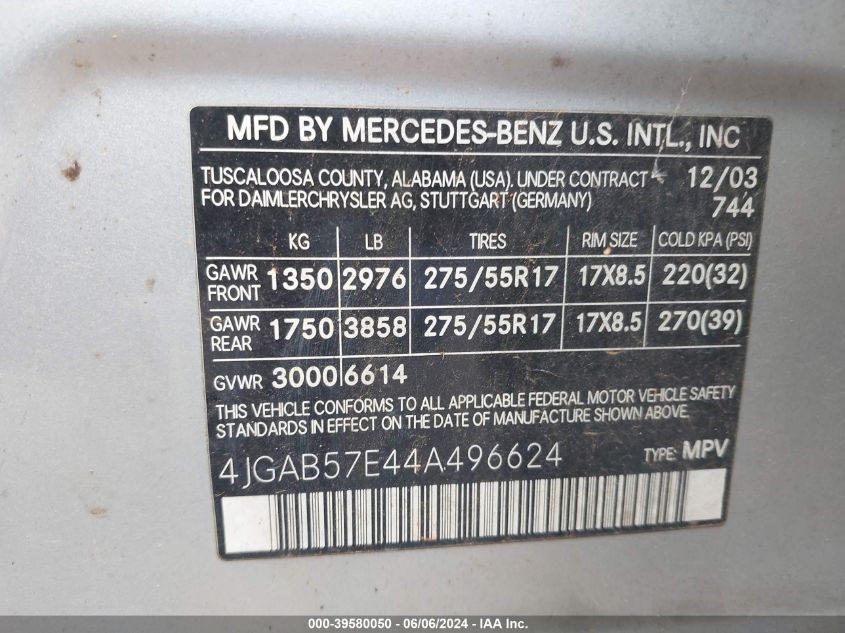 MFD BY MERCEDES-BENZ U.S. INTL., INC
TUSCALOOSA COUNTY, ALABAMA (USA). UNDER CONTRACT 12/03
FOR DAIMLERCHRYSLER AG, STUTTGART (GERMANY) 744
KG LB TIRES RIM SIZE COLD KPA (PSI)
GAWR FRONT 1350 2976 275/55R17 17X8.5 220(32)
GAWR REAR 1750 3858 275/55R17 17X8.5 270(39)
GVWR 3000 6614
THIS VEHICLE CONFORMS TO ALL APPLICABLE FEDERAL MOTOR VEHICLE SAFETY
STANDARDS IN EFFECT ON THE DATE OF MANUFACTURE SHOWN ABOVE.
4JGAB57E44A496624 TYPE: MPV
000-39580050 - 06/06/2024 - IAA Inc.